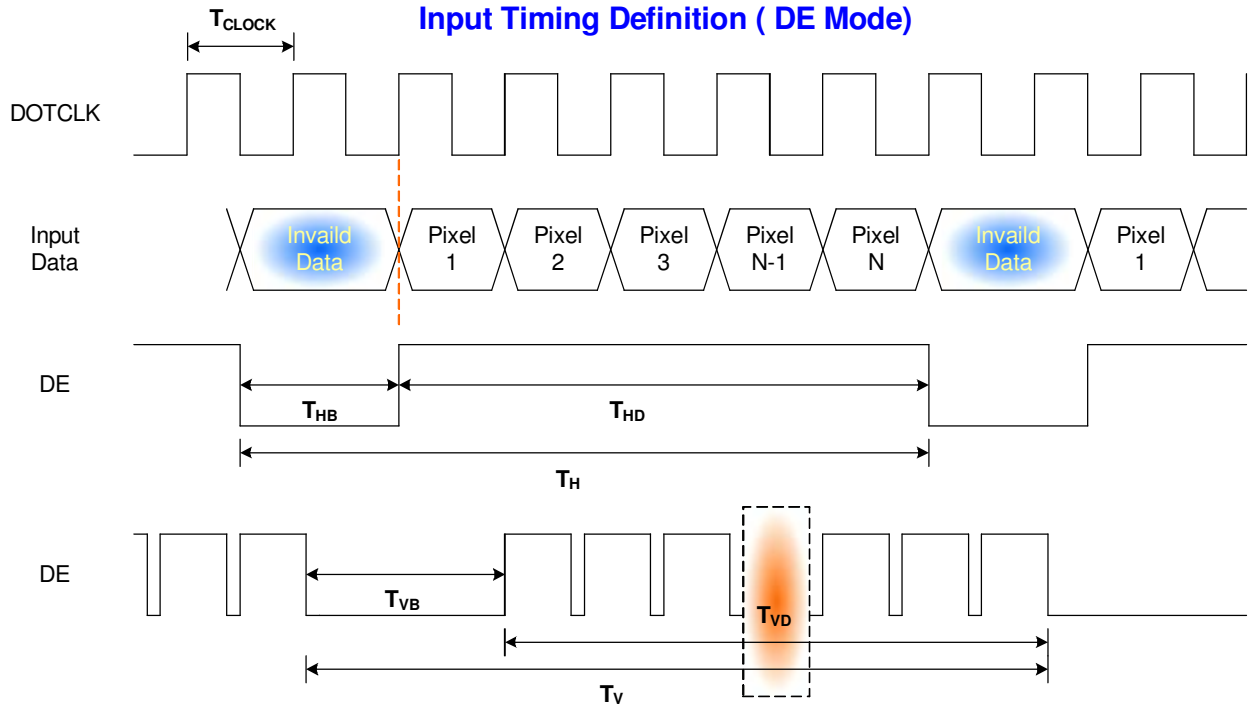 Input Timing Definition ( DE Mode)
TCLOCK
DOTCLK
Input
Data
Invaild
Data
Pixel
1
Pixel
2
Pixel
3
Pixel
N-1
Pixel
N
Invaild
Data
Pixel
1
DE
THB
THD
TH
DE
TVB
TVD
TV